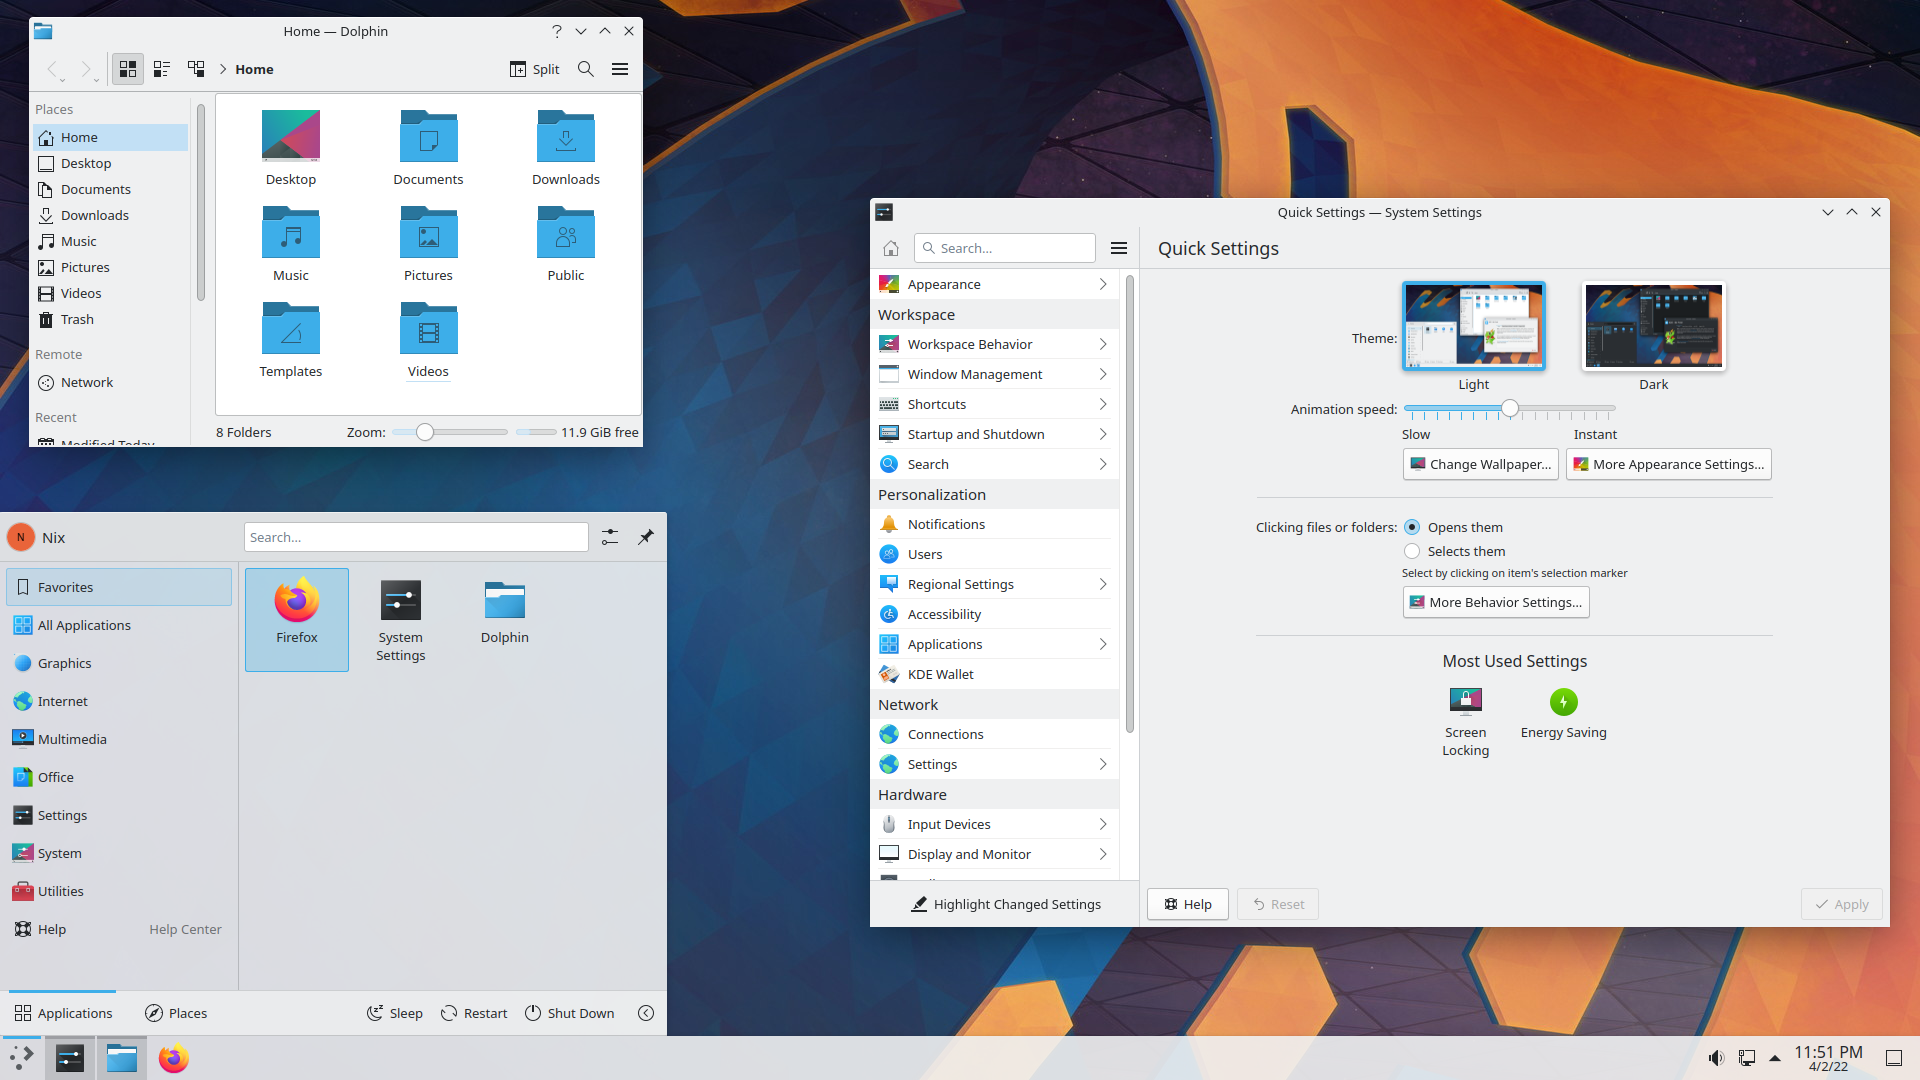 Home — Dolphin
Home
Split
Places
Home
Desktop
Documents
Downloads
Music
Pictures
Videos
Trash
Remote
Network
Recent
Modified Today
Desktop
Documents
Downloads
Music
Pictures
Public
Templates
Videos
8 Folders
Zoom:
11.9 GiB free
N
Nix
Search...
Favorites
All Applications
Graphics
Internet
Multimedia
Office
Settings
System
Utilities
Help
Help Center
Firefox
System
Settings
Dolphin
Applications
Places
Sleep
Restart
Shut Down
Quick Settings — System Settings
Search...
Quick Settings
Appearance
Workspace
Workspace Behavior
Window Management
Shortcuts
Startup and Shutdown
Search
Personalization
Notifications
Users
Regional Settings
Accessibility
Applications
KDE Wallet
Network
Connections
Settings
Hardware
Input Devices
Display and Monitor
Highlight Changed Settings
Theme:
Light
Dark
Animation speed:
Slow
Instant
Change Wallpaper...
More Appearance Settings...
Clicking files or folders:
Opens them
Selects them
Select by clicking on item's selection marker
More Behavior Settings...
Most Used Settings
Screen
Locking
Energy Saving
Help
Reset
Apply
11:51 PM
4/2/22